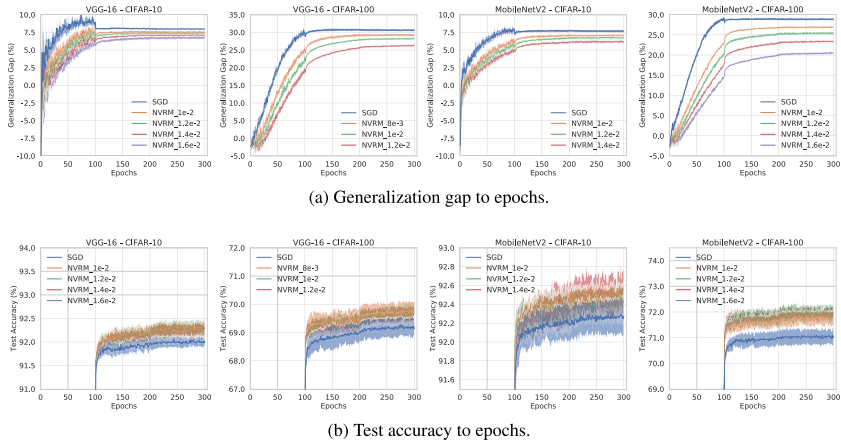 VGG-16 – CIFAR-10
Generalization Gap (%)
10.0
7.5
5.0
2.5
0.0
-2.5
-5.0
-7.5
-10.0
SGD
NVRM_1e-2
NVRM_1.2e-2
NVRM_1.4e-2
NVRM_1.6e-2
0 50 100 150 200 250 300
Epochs
VGG-16 – CIFAR-100
Generalization Gap (%)
35.0
30.0
25.0
20.0
15.0
10.0
5.0
0.0
-5.0
SGD
NVRM_8e-3
NVRM_1e-2
NVRM_1.2e-2
0 50 100 150 200 250 300
Epochs
MobileNetV2 – CIFAR-10
Generalization Gap (%)
10.0
7.5
5.0
2.5
0.0
-2.5
-5.0
-7.5
-10.0
SGD
NVRM_1e-2
NVRM_1.2e-2
NVRM_1.4e-2
0 50 100 150 200 250 300
Epochs
MobileNetV2 – CIFAR-100
Generalization Gap (%)
30.0
25.0
20.0
15.0
10.0
5.0
0.0
-5.0
SGD
NVRM_1e-2
NVRM_1.2e-2
NVRM_1.4e-2
NVRM_1.6e-2
0 50 100 150 200 250 300
Epochs
(a) Generalization gap to epochs.
VGG-16 – CIFAR-10
Test Accuracy (%)
94.0
93.5
93.0
92.5
92.0
91.5
91.0
SGD
NVRM_1e-2
NVRM_1.2e-2
NVRM_1.4e-2
NVRM_1.6e-2
0 50 100 150 200 250 300
Epochs
VGG-16 – CIFAR-100
Test Accuracy (%)
72.0
71.0
70.0
69.0
68.0
67.0
SGD
NVRM_8e-3
NVRM_1e-2
NVRM_1.2e-2
0 50 100 150 200 250 300
Epochs
MobileNetV2 – CIFAR-10
Test Accuracy (%)
93.0
92.8
92.6
92.4
92.2
92.0
91.8
91.6
SGD
NVRM_1e-2
NVRM_1.2e-2
NVRM_1.4e-2
0 50 100 150 200 250 300
Epochs
MobileNetV2 – CIFAR-100
Test Accuracy (%)
74.0
73.0
72.0
71.0
70.0
69.0
SGD
NVRM_1e-2
NVRM_1.2e-2
NVRM_1.4e-2
NVRM_1.6e-2
0 50 100 150 200 250 300
Epochs
(b) Test accuracy to epochs.